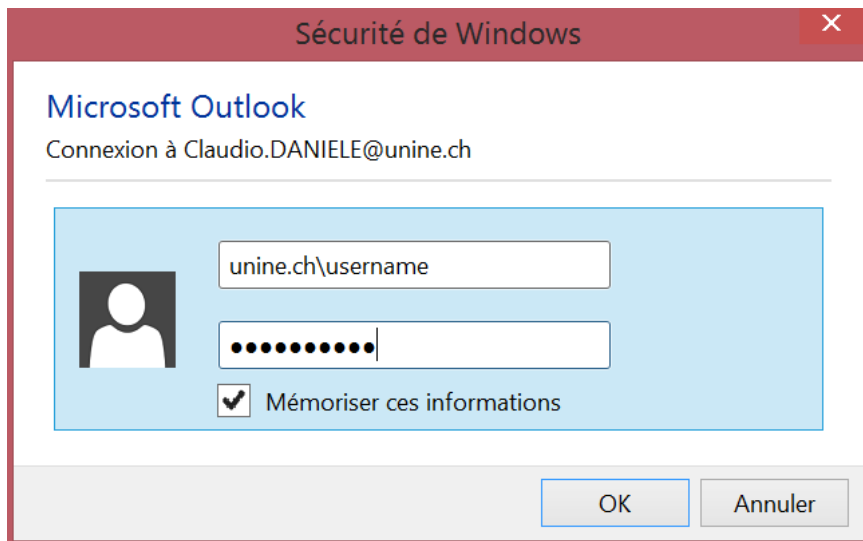 Sécurité de Windows
Microsoft Outlook
Connexion à Claudio.DANIELE@unine.ch
unine.ch\username
●●●●●●●●●●
Mémoriser ces informations
OK
Annuler